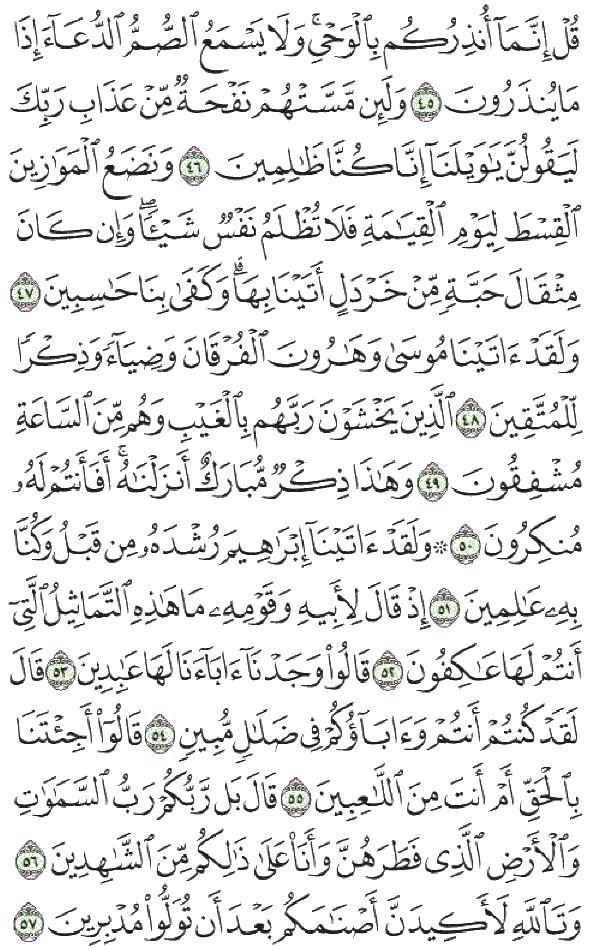 قُلْ إِنَّمَآ أُنذِرُكُم بِٱلْوَحْىِ ۚ وَلَا يَسْمَعُ ٱلصُّمُّ ٱلدُّعَآءَ إِذَا
مَا يُنذَرُونَ ٤٥ وَلَئِن مَّسَّتْهُمْ نَفْحَةٌ مِّنْ عَذَابِ رَبِّكَ
لَيَقُولُنَّ يَٰوَيْلَنَآ إِنَّا كُنَّا ظَٰلِمِينَ ٤٦ وَنَضَعُ ٱلْمَوَٰزِينَ
ٱلْقِسْطَ لِيَوْمِ ٱلْقِيَٰمَةِ فَلَا تُظْلَمُ نَفْسٌ شَيْـًٔا ۖ وَإِن كَانَ
مِثْقَالَ حَبَّةٍ مِّنْ خَرْدَلٍ أَتَيْنَا بِهَا ۗ وَكَفَىٰ بِنَا حَٰسِبِينَ ٤٧
وَلَقَدْ ءَاتَيْنَا مُوسَىٰ وَهَٰرُونَ ٱلْفُرْقَانَ وَضِيَآءً وَذِكْرًا
لِّلْمُتَّقِينَ ٤٨ ٱلَّذِينَ يَخْشَوْنَ رَبَّهُم بِٱلْغَيْبِ وَهُم مِّنَ ٱلسَّاعَةِ
مُشْفِقُونَ ٤٩ وَهَٰذَا ذِكْرٌ مُّبَارَكٌ أَنزَلْنَٰهُ ۚ أَفَأَنتُمْ لَهُۥ
مُنكِرُونَ ٥٠ ۞ وَلَقَدْ ءَاتَيْنَآ إِبْرَٰهِيمَ رُشْدَهُۥ مِن قَبْلُ وَكُنَّا
بِهِۦ عَٰلِمِينَ ٥١ إِذْ قَالَ لِأَبِيهِ وَقَوْمِهِۦ مَا هَٰذِهِ ٱلتَّمَاثِيلُ ٱلَّتِىٓ
أَنتُمْ لَهَا عَٰكِفُونَ ٥٢ قَالُوا۟ وَجَدْنَآ ءَابَآءَنَا لَهَا عَٰبِدِينَ ٥٣ قَالَ
لَقَدْ كُنتُمْ أَنتُمْ وَءَابَآؤُكُمْ فِى ضَلَٰلٍ مُّبِينٍ ٥٤ قَالُوٓا۟ أَجِئْتَنَا
بِٱلْحَقِّ أَمْ أَنتَ مِنَ ٱللَّٰعِبِينَ ٥٥ قَالَ بَل رَّبُّكُمْ رَبُّ ٱلسَّمَٰوَٰتِ
وَٱلْأَرْضِ ٱلَّذِى فَطَرَهُنَّ وَأَنَا۠ عَلَىٰ ذَٰلِكُم مِّنَ ٱلشَّٰهِدِينَ ٥٦
وَتَٱللَّهِ لَأَكِيدَنَّ أَصْنَٰمَكُم بَعْدَ أَن تُوَلُّوا۟ مُدْبِرِينَ ٥٧